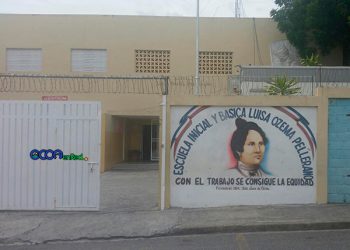 ESCUELA INICIAL Y BASICA LUISA OZEMA PELLERANO
CON EL TRABAJO SE CONSIGUE LA EQUIDAD